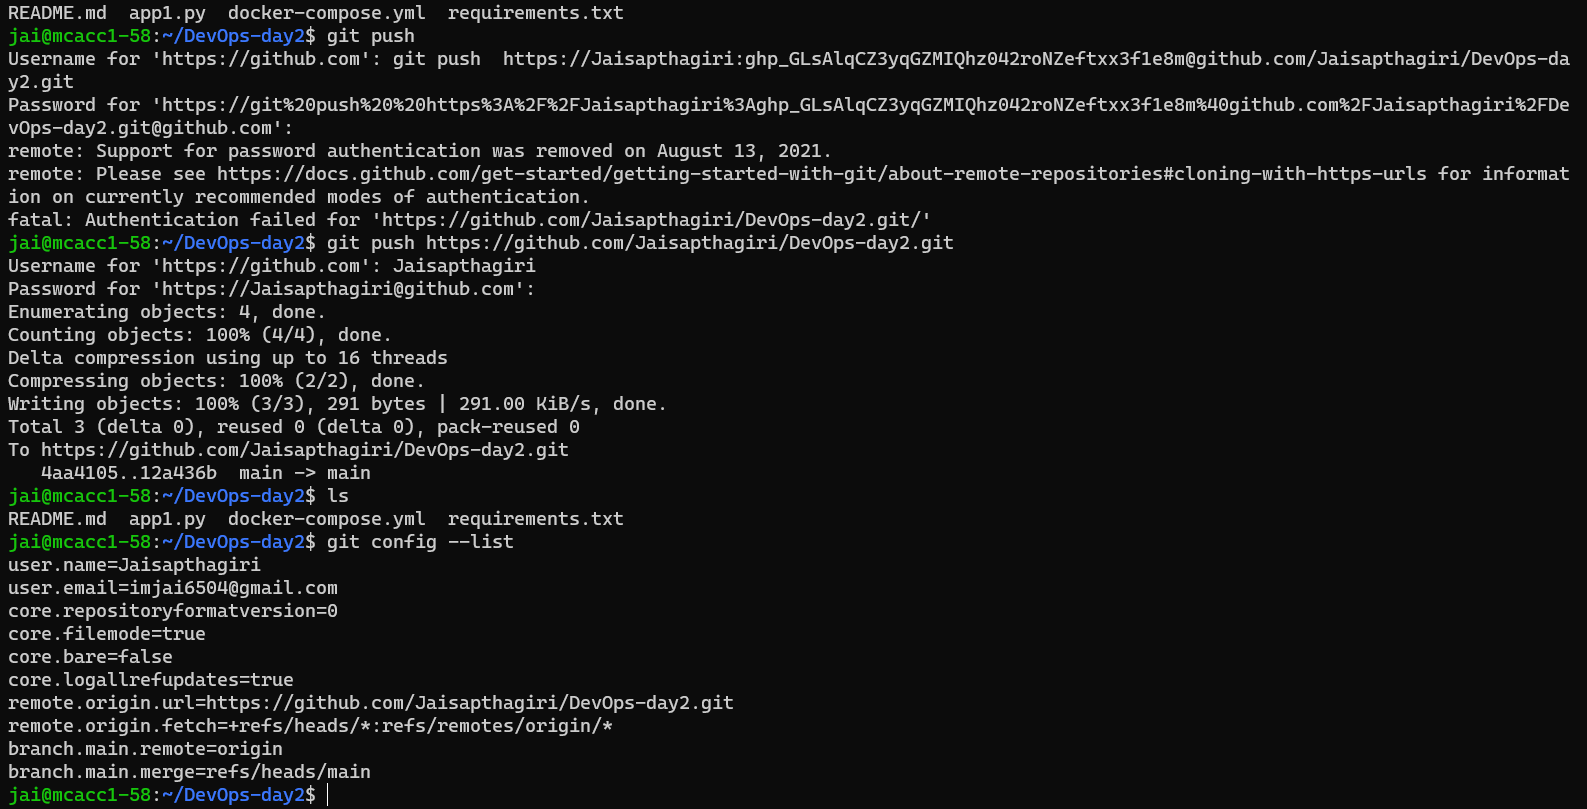 README.md  app1.py  docker-compose.yml  requirements.txt
jai@mcacc1-58:~/DevOps-day2$ git push
Username for 'https://github.com': git push  https://Jaisapthagiri: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@github.com/Jaisapthagiri/DevOps-da
y2.git
Password for 'https://git%20push%20%20https%3A%2F%2FJaisapthagiri%3A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%40github.com%2FJaisapthagiri%2FDe
vOps-day2.git@github.com':
remote: Support for password authentication was removed on August 13, 2021.
remote: Please see https://docs.github.com/get-started/getting-started-with-git/about-remote-repositories#cloning-with-https-urls for informat
ion on currently recommended modes of authentication.
fatal: Authentication failed for 'https://github.com/Jaisapthagiri/DevOps-day2.git/'
jai@mcacc1-58:~/DevOps-day2$ git push https://github.com/Jaisapthagiri/DevOps-day2.git
Username for 'https://github.com': Jaisapthagiri
Password for 'https://Jaisapthagiri@github.com':
Enumerating objects: 4, done.
Counting objects: 100% (4/4), done.
Delta compression using up to 16 threads
Compressing objects: 100% (2/2), done.
Writing objects: 100% (3/3), 291 bytes | 291.00 KiB/s, done.
Total 3 (delta 0), reused 0 (delta 0), pack-reused 0
To https://github.com/Jaisapthagiri/DevOps-day2.git
   4aa4105..12a436b  main -> main
jai@mcacc1-58:~/DevOps-day2$ ls
README.md  app1.py  docker-compose.yml  requirements.txt
jai@mcacc1-58:~/DevOps-day2$ git config --list
user.name=Jaisapthagiri
user.email=imjai6504@gmail.com
core.repositoryformatversion=0
core.filemode=true
core.bare=false
core.logallrefupdates=true
remote.origin.url=https://github.com/Jaisapthagiri/DevOps-day2.git
remote.origin.fetch=+refs/heads/*:refs/remotes/origin/*
branch.main.remote=origin
branch.main.merge=refs/heads/main
jai@mcacc1-58:~/DevOps-day2$